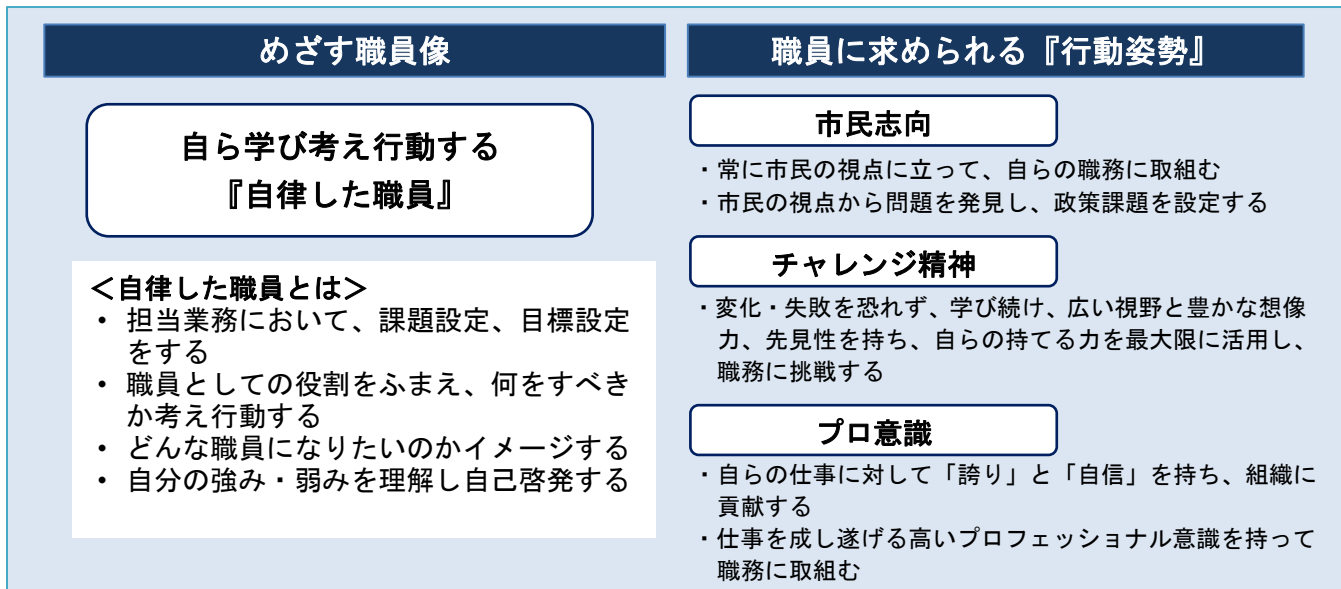 めざす職員像
自ら学び考え行動する
『自律した職員』
＜自律した職員とは＞
• 担当業務において、課題設定、目標設定
をする
• 職員としての役割をふまえ、何をすべき
か考え行動する
• どんな職員になりたいのかイメージする
• 自分の強み・弱みを理解し自己啓発する
職員に求められる『行動姿勢』
市民志向
・常に市民の視点に立って、自らの職務に取組む
・市民の視点から問題を発見し、政策課題を設定する
チャレンジ精神
・変化・失敗を恐れず、学び続け、広い視野と豊かな想像
力、先見性を持ち、自らの持てる力を最大限に活用し、
職務に挑戦する
プロ意識
・自らの仕事に対して「誇り」と「自信」を持ち、組織に
貢献する
・仕事を成し遂げる高いプロフェッショナル意識を持って
職務に取組む